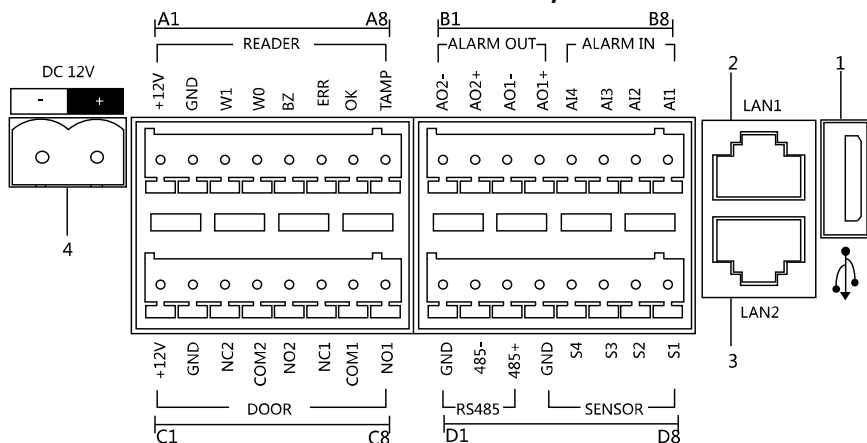 A1 A8 B1 B8
READER ALARM OUT ALARM IN
DC 12V
- +
+12V GND W1 W0 BZ ERR OK TAMP AO2- AO2+ AO1- AO1+ AI4 AI3 AI2 AI1
2 1
LAN1
4
LAN2
3
+12V GND NC2 COM2 NO2 NC1 COM1 NO1 GND 485- 485+ GND S4 S3 S2 S1
DOOR RS485 SENSOR
C1 C8 D1 D8